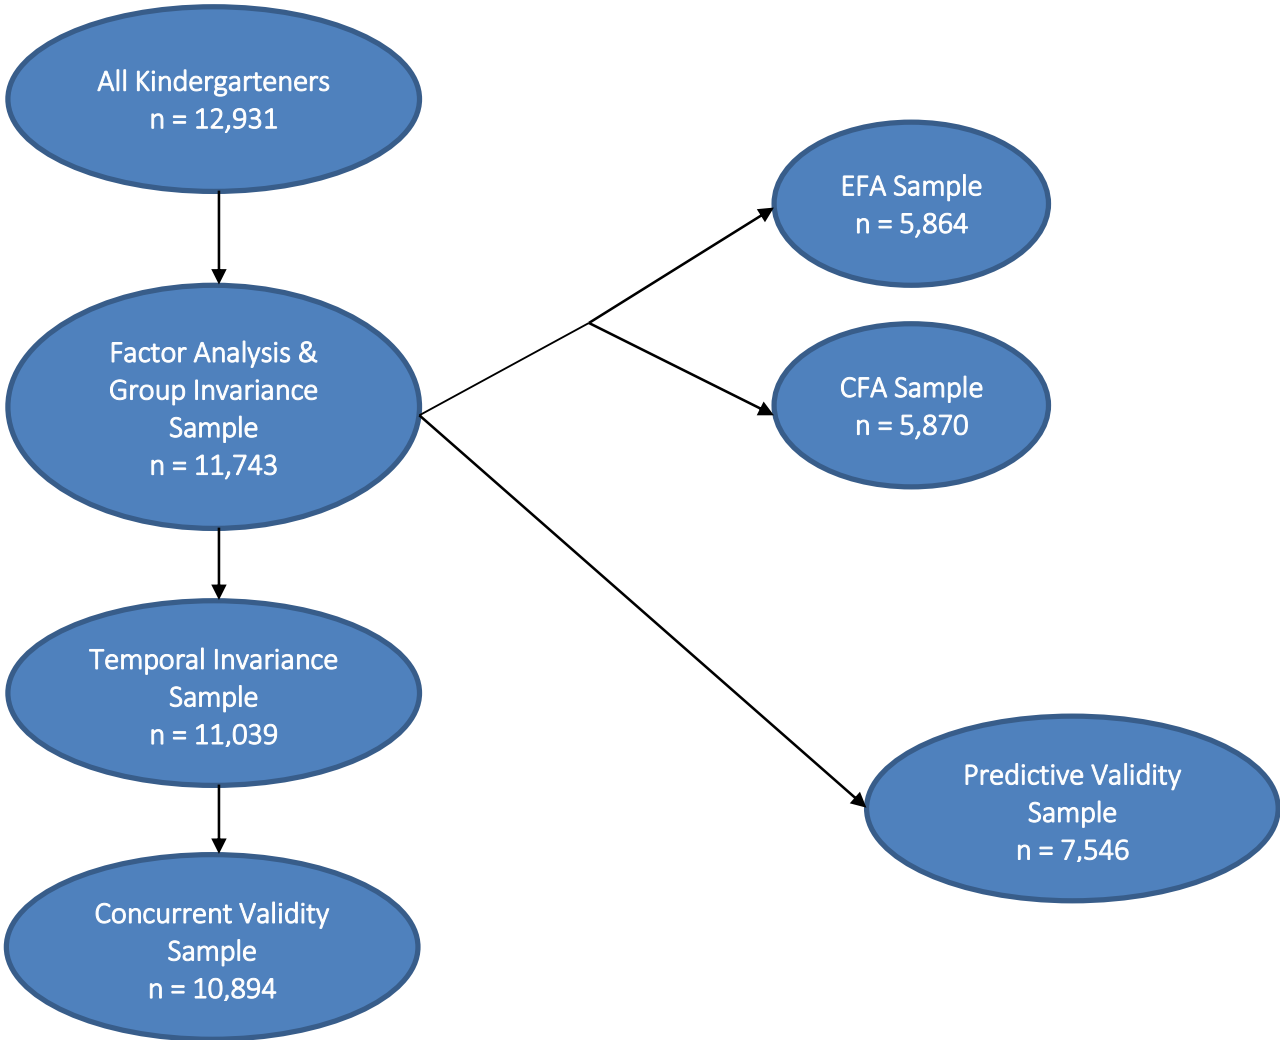 All Kindergarteners
n = 12,931
EFA Sample
n = 5,864
Factor Analysis &
Group Invariance
Sample
n = 11,743
CFA Sample
n = 5,870
Temporal Invariance
Sample
n = 11,039
Predictive Validity
Sample
n = 7,546
Concurrent Validity
Sample
n = 10,894